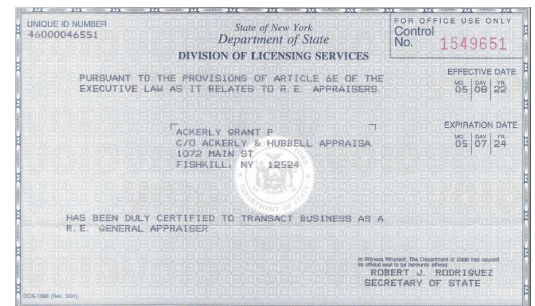 UNIQUE ID NUMBER
46000046551
State of New York
Department of State
DIVISION OF LICENSING SERVICES
FOR OFFICE USE ONLY
Control
No. 1549651
PURSUANT TO THE PROVISIONS OF ARTICLE 6E OF THE
EXECUTIVE LAW AS IT RELATES TO R.E. APPRAISERS.
EFFECTIVE DATE
MO. DAY YR.
05 08 22
ACKERLY GRANT P
C/O ACKERLY & HUBBELL APPRAISA
1072 MAIN ST
FISHKILL, NY 12524
EXPIRATION DATE
MO. DAY YR.
05 07 24
HAS BEEN DULY CERTIFIED TO TRANSACT BUSINESS AS A
R.E. GENERAL APPRAISER
In Witness Whereof, The Department of State has caused
its official seal to be hereunto affixed.
ROBERT J. RODRIGUEZ
SECRETARY OF STATE
DOS-1098 (Rev. 3/01)